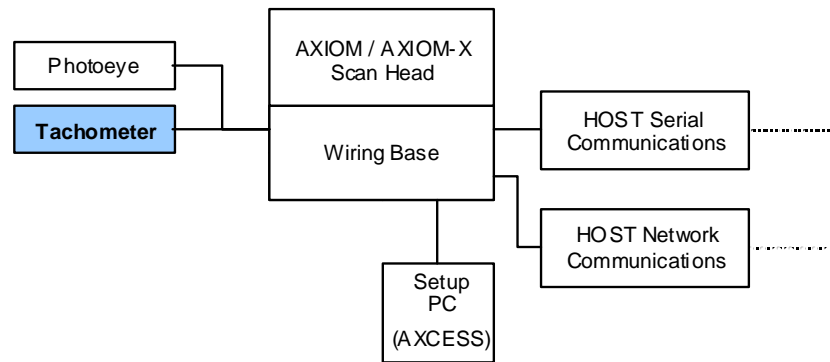 AXIOM / AXIOM-X
Scan Head
Photoeye
Tachometer
Wiring Base
HOST Serial
Communications
HOST Network
Communications
Setup
PC
(AXCESS)